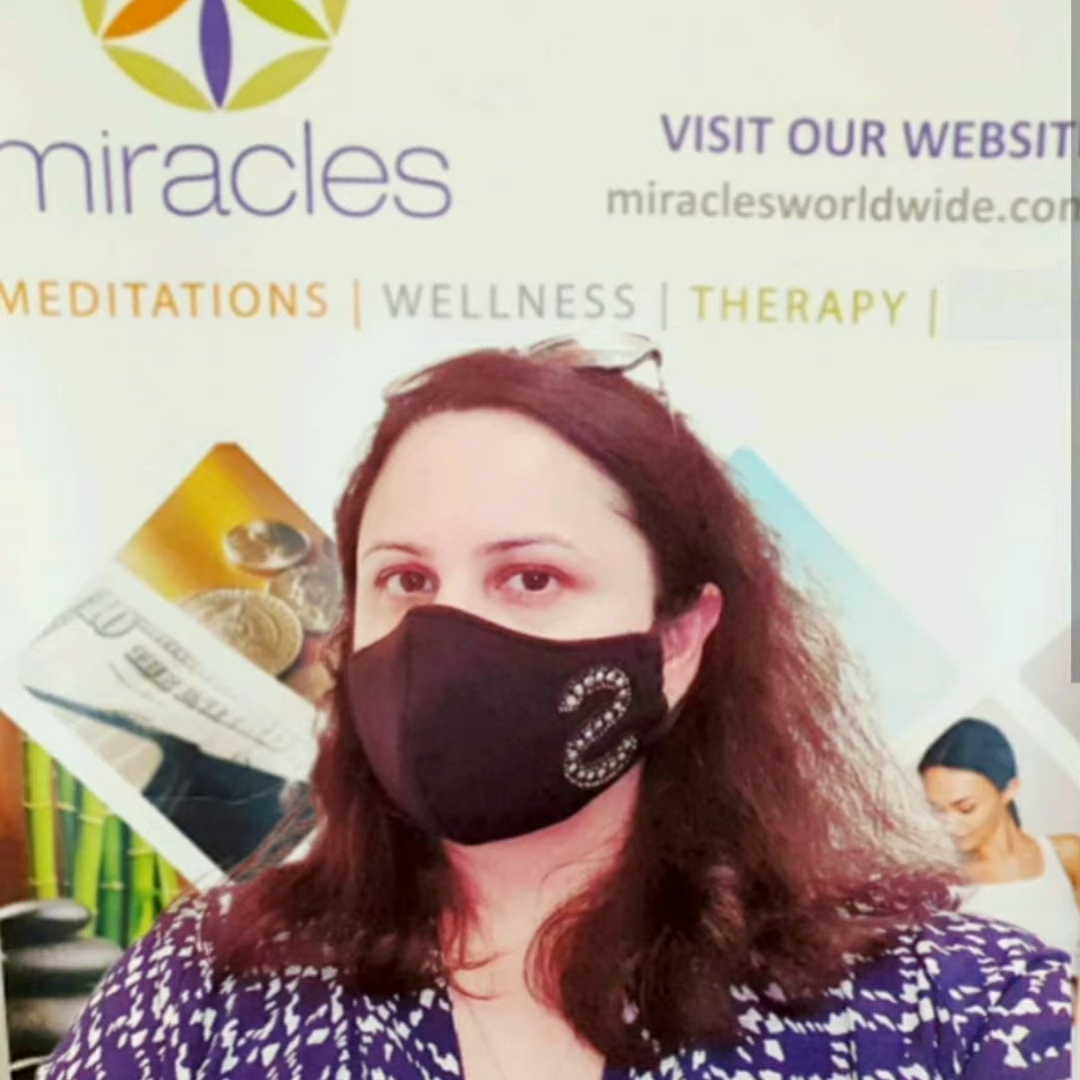 miracles
VISIT OUR WEBSIT
miraclesworldwide.com
MEDITATIONS | WELLNESS | THERAPY |
S